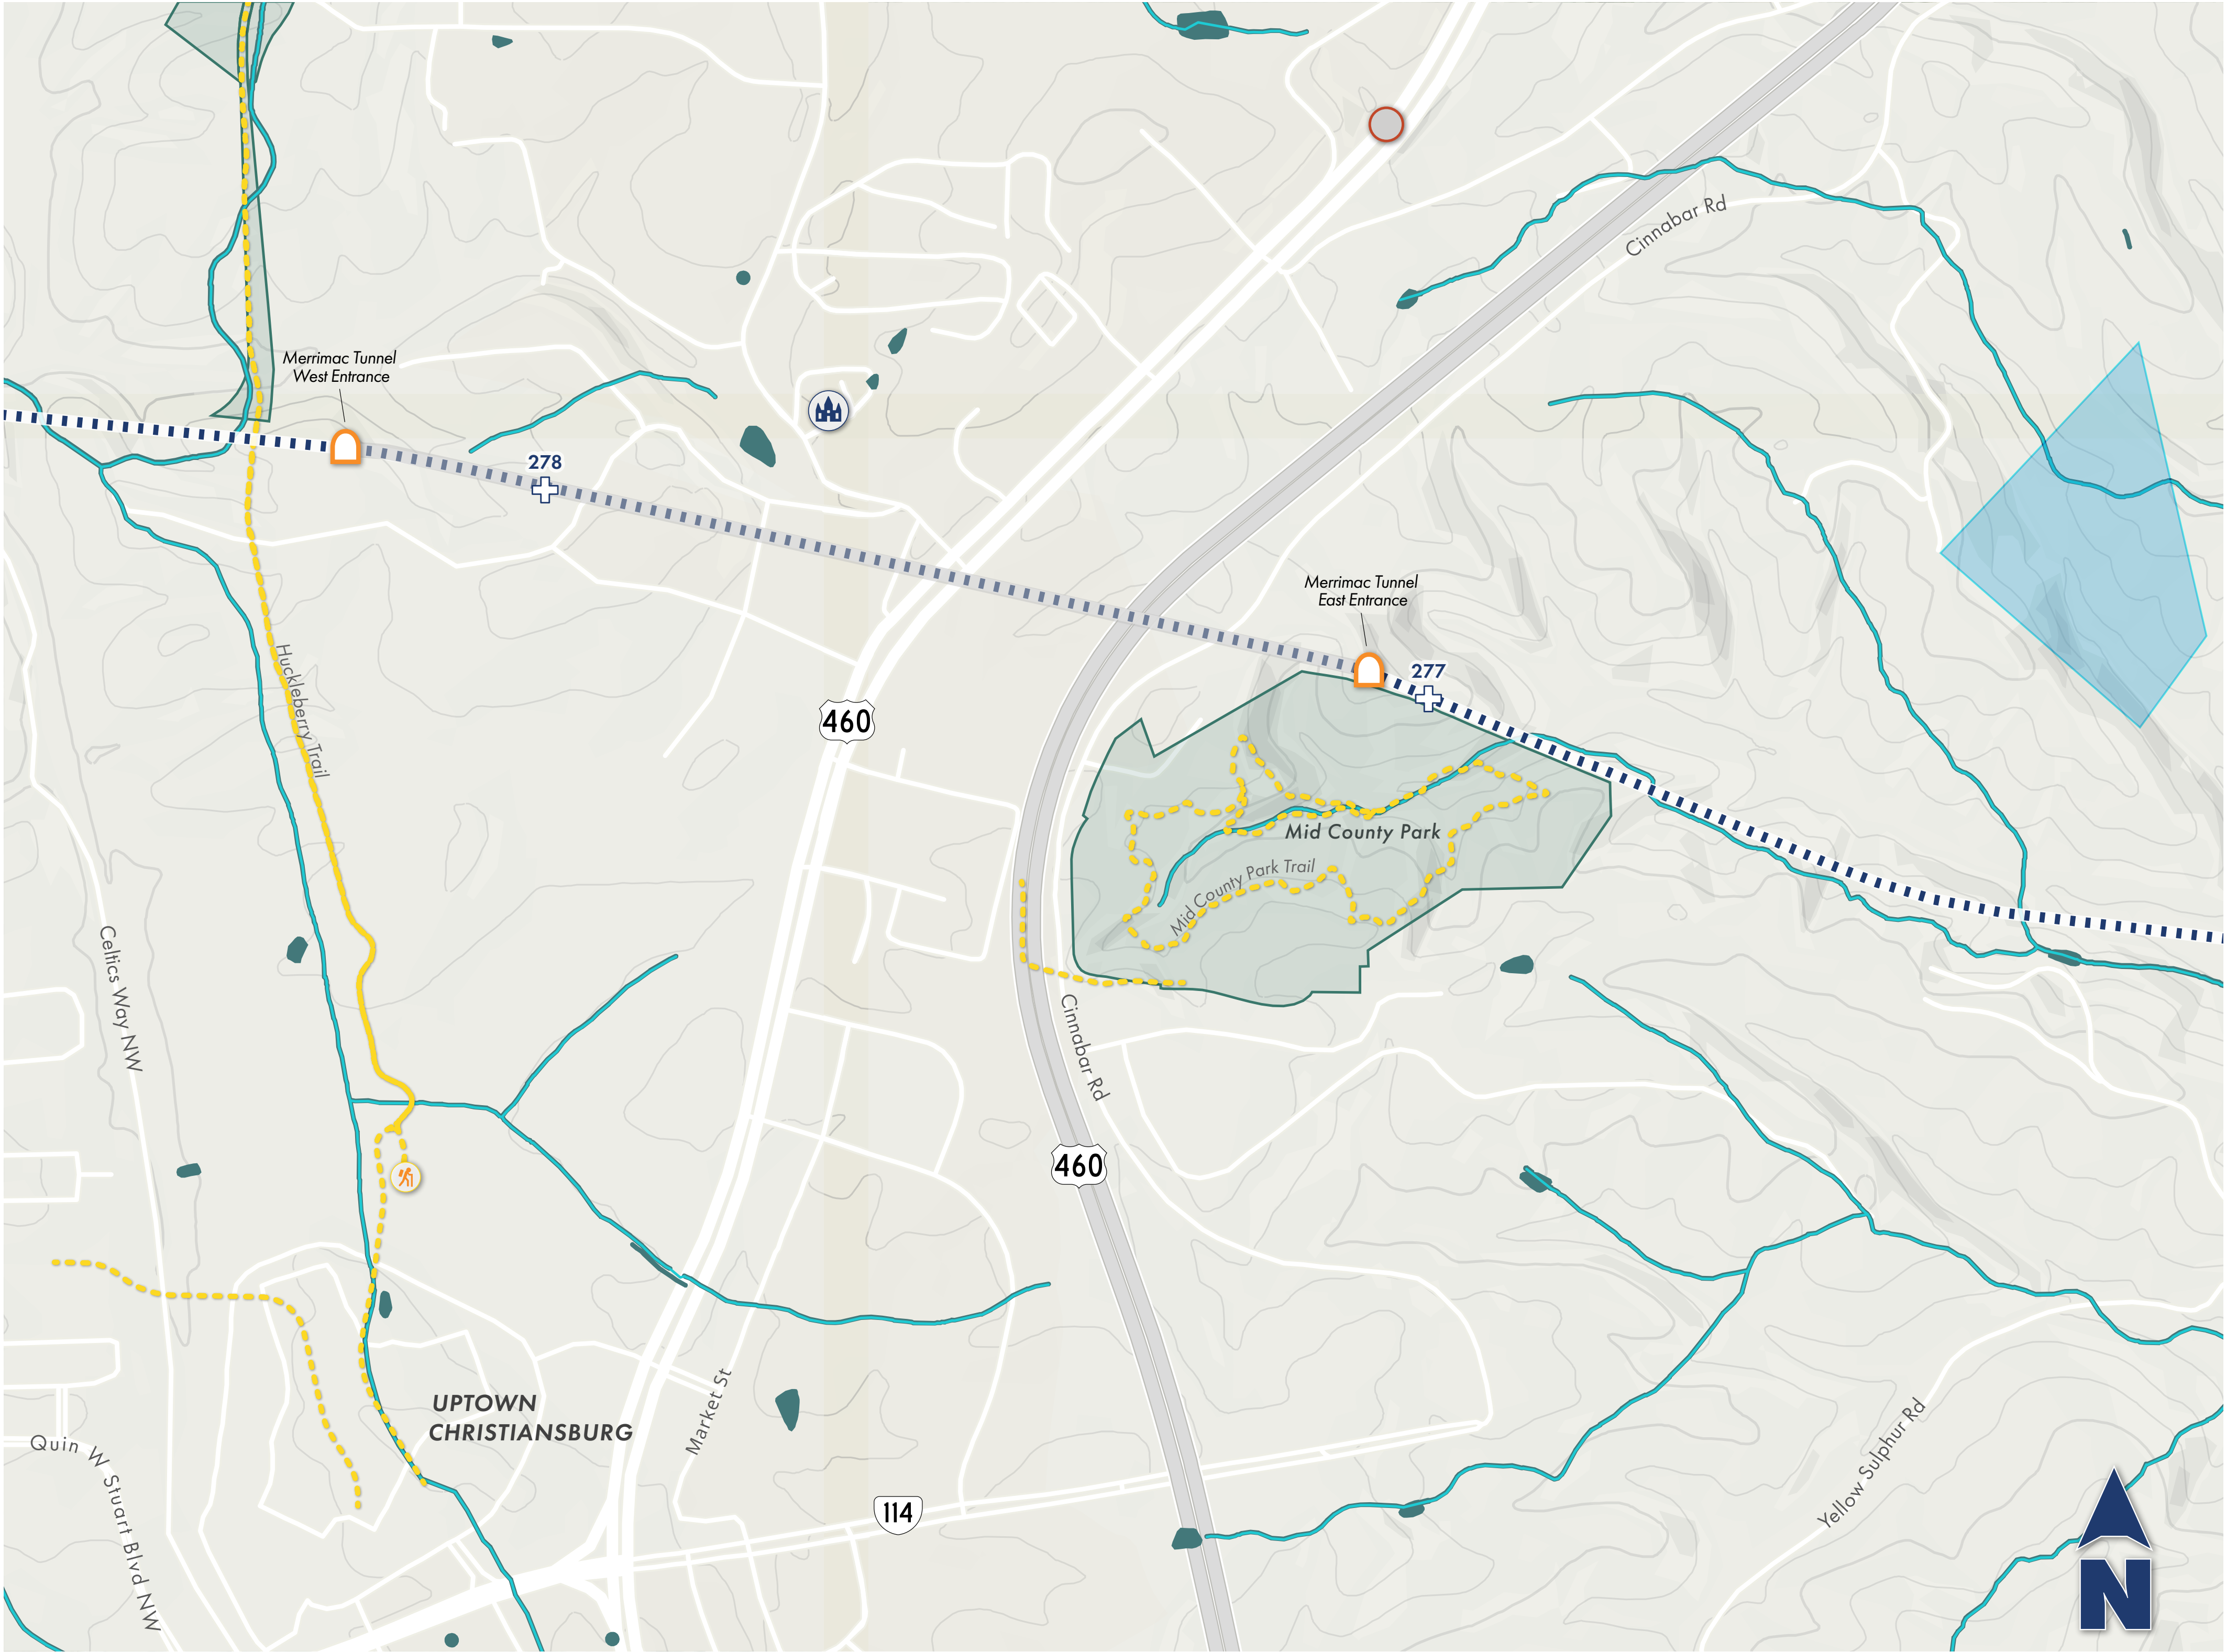 Cinnabar Rd
Merrimac Tunnel
West Entrance
278
Merrimac Tunnel
East Entrance
277
Huckleberry Trail
460
Mid County Park
Mid County Park Trail
Celtics Way NW
Cinnabar Rd
460
UPTOWN
CHRISTIANSBURG
Market St
Quin W Stuart Blvd NW
114
Yellow Sulphur Rd
N